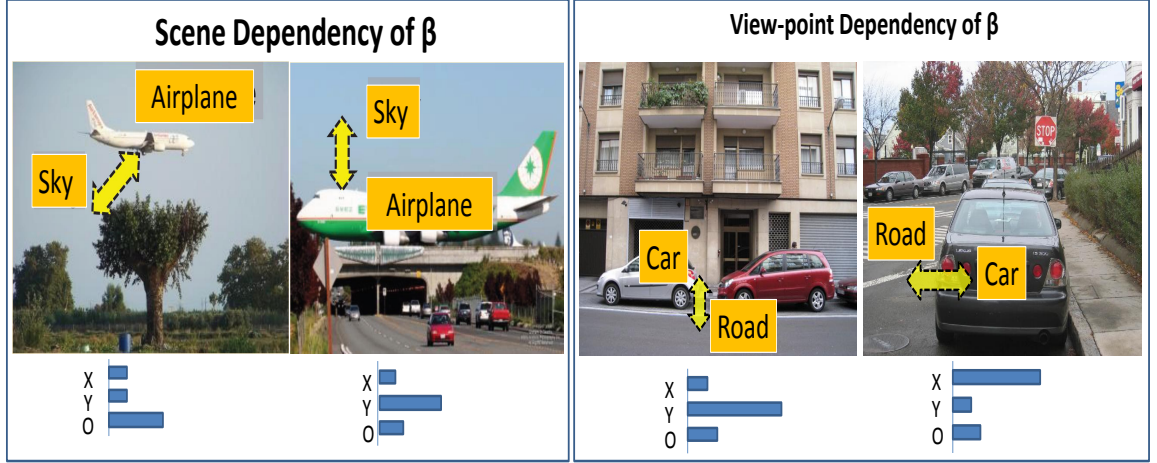 Scene Dependency of β
Airplane
Sky
Sky
Airplane
X
Y
O
X
Y
O
View-point Dependency of β
Car
Road
STOP
Road
Car
X
Y
O
X
Y
O